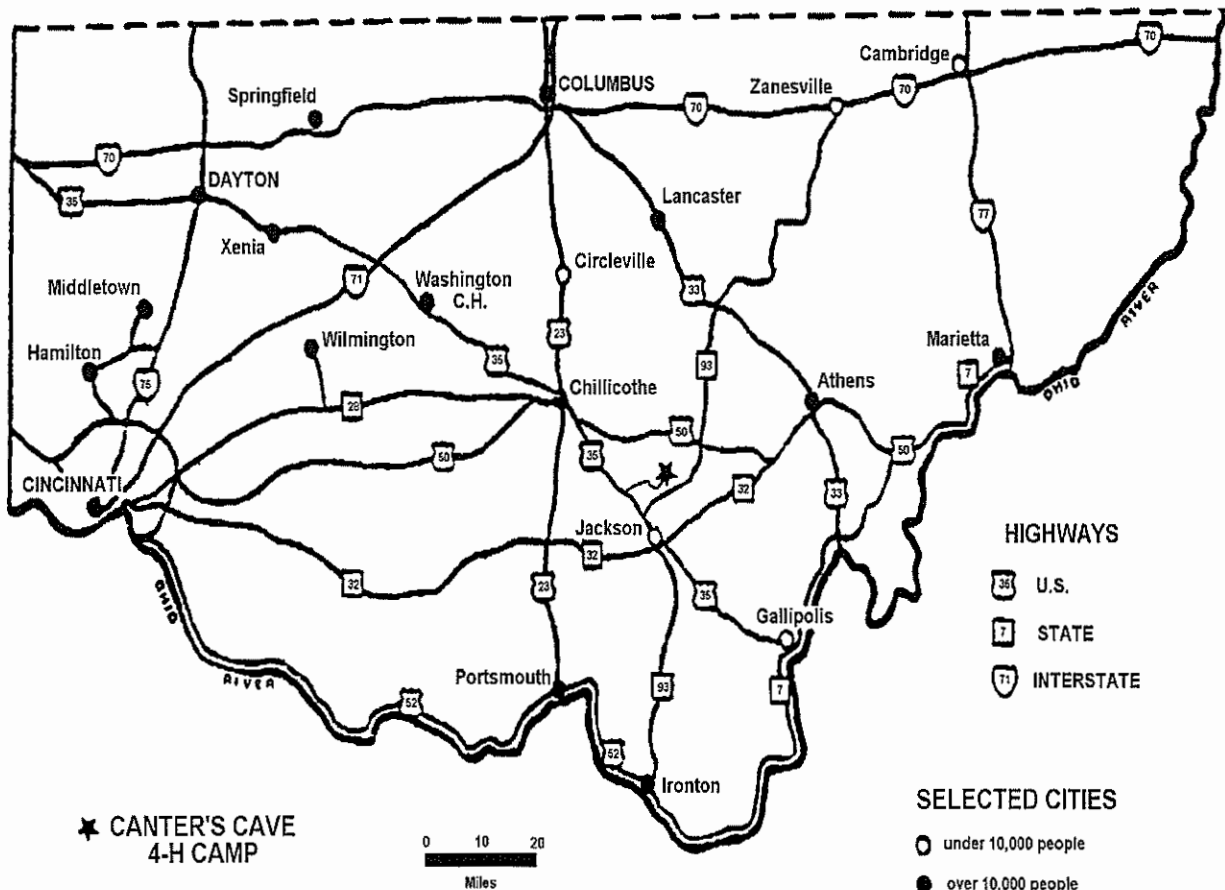 70
Cambridge
COLUMBUS
Zanesville
70
Springfield
70
70
DAYTON
35
Lancaster
77
Xenia
Circleville
71
Washington
C.H.
33
RIVER
Middletown
23
Marietta
Wilmington
35
93
7
Hamilton
OHIO
75
Chillicothe
Athens
28
50
50
50
35
CINCINNATI
32
33
Jackson
HIGHWAYS
32
32
23
35
36 U.S.
OHIO
Gallipolis
7 STATE
RIVER
Portsmouth
93
7
71 INTERSTATE
52
52
Ironton
SELECTED CITIES
CANTER'S CAVE
4-H CAMP
0 10 20
Miles
under 10,000 people
over 10,000 people